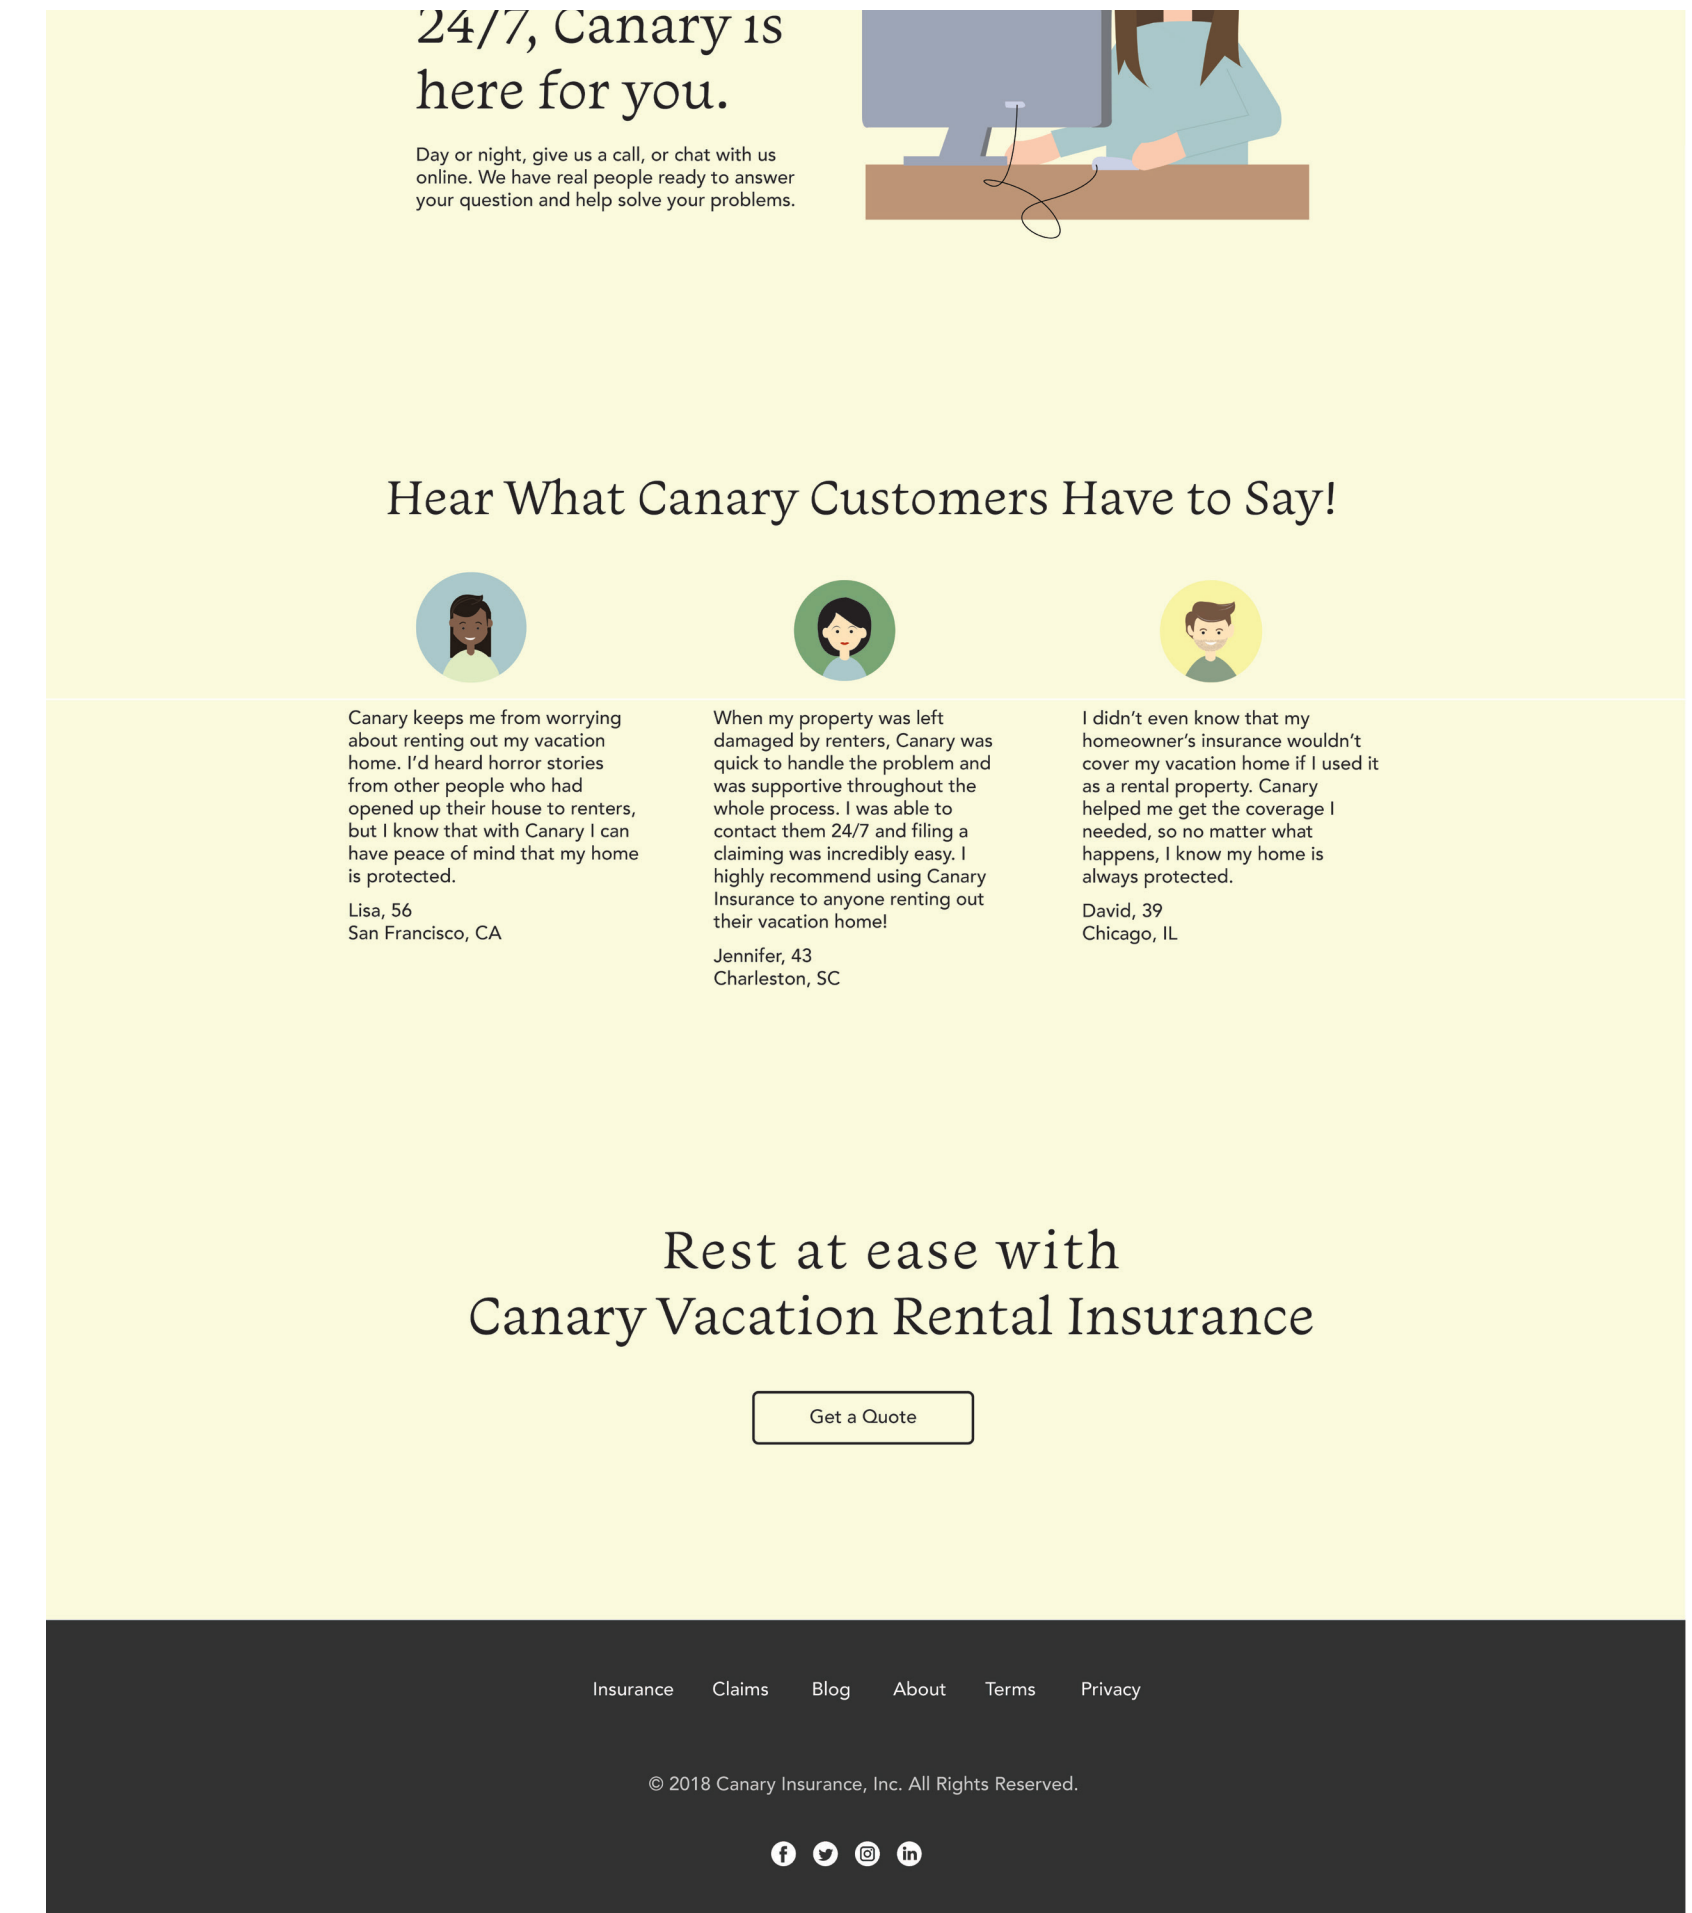 24/7, Canary is
here for you.
Day or night, give us a call, or chat with us
online. We have real people ready to answer
your question and help solve your problems.
Hear What Canary Customers Have to Say!
Canary keeps me from worrying
about renting out my vacation
home. I'd heard horror stories
from other people who had
opened up their house to renters,
but I know that with Canary I can
have peace of mind that my home
is protected.
Lisa, 56
San Francisco, CA
When my property was left
damaged by renters, Canary was
quick to handle the problem and
was supportive throughout the
whole process. I was able to
contact them 24/7 and filing a
claiming was incredibly easy. I
highly recommend using Canary
Insurance to anyone renting out
their vacation home!
Jennifer, 43
Charleston, SC
I didn't even know that my
homeowner's insurance wouldn't
cover my vacation home if I used it
as a rental property. Canary
helped me get the coverage I
needed, so no matter what
happens, I know my home is
always protected.
David, 39
Chicago, IL
Rest at ease with
Canary Vacation Rental Insurance
Get a Quote
Insurance Claims Blog About Terms Privacy
© 2018 Canary Insurance, Inc. All Rights Reserved.